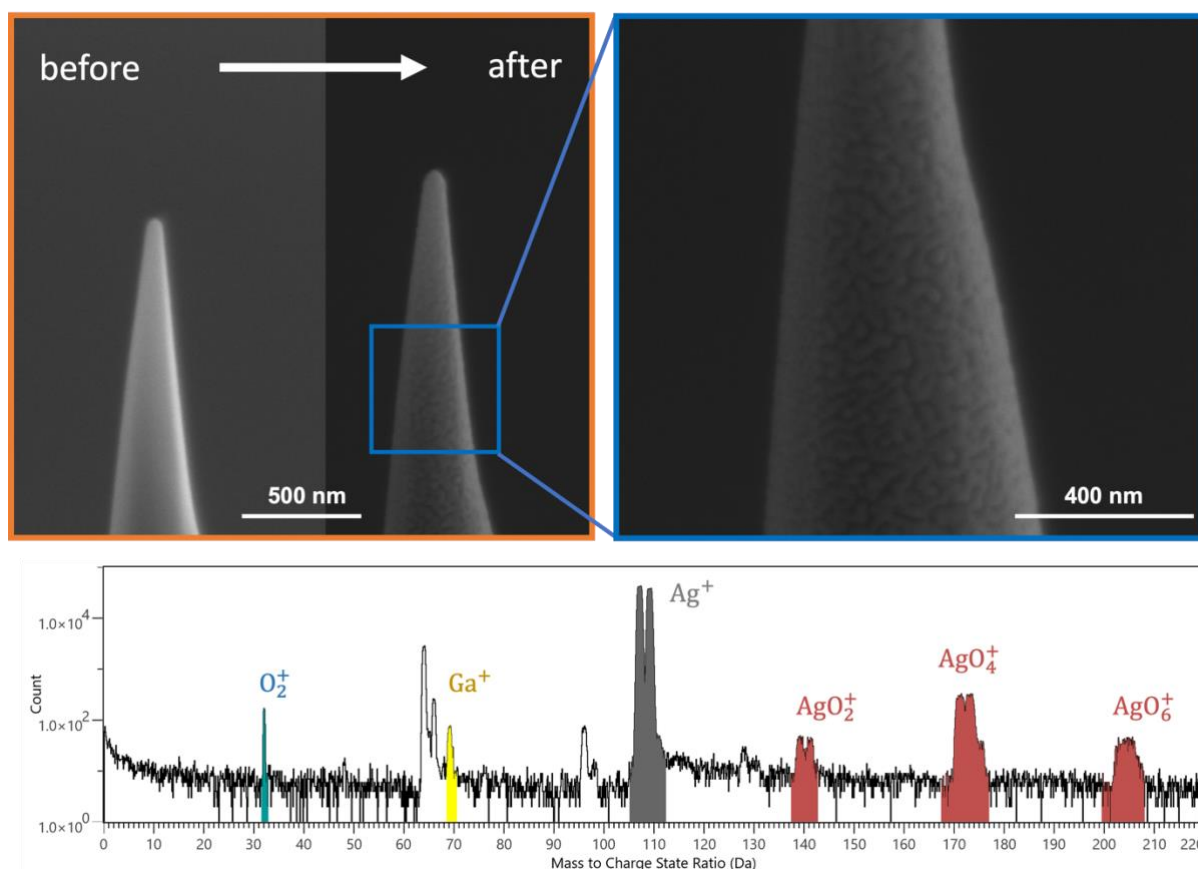 before after
500 nm
400 nm
O₂⁺
Ga⁺
Ag⁺
AgO₂⁺
AgO₄⁺
AgO₆⁺
Count
1.0×10⁴
1.0×10²
1.0×10⁰
0 10 20 30 40 50 60 70 80 90 100 110 120 130 140 150 160 170 180 190 200 210 220
Mass to Charge State Ratio (Da)